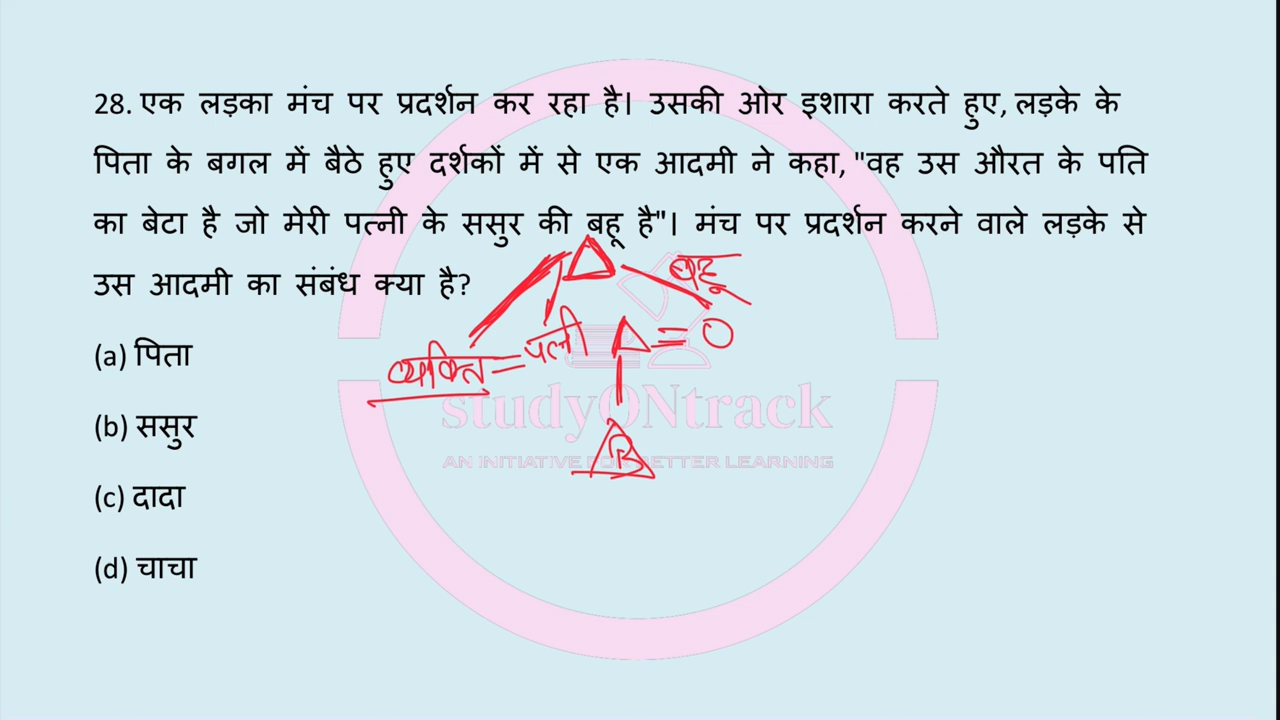 28. एक लड़का मंच पर प्रदर्शन कर रहा है। उसकी ओर इशारा करते हुए, लड़के के
पिता के बगल में बैठे हुए दर्शकों में से एक आदमी ने कहा, "वह उस औरत के पति
का बेटा है जो मेरी पत्नी के ससुर की बहू है"। मंच पर प्रदर्शन करने वाले लड़के से
उस आदमी का संबंध क्या है?
बहू
(a) पिता
व्यक्ति = पत्नी = 0
(b) ससुर
studyONtrack
B
AN INITIATIVE FOR BETTER LEARNING
(c) दादा
(d) चाचा